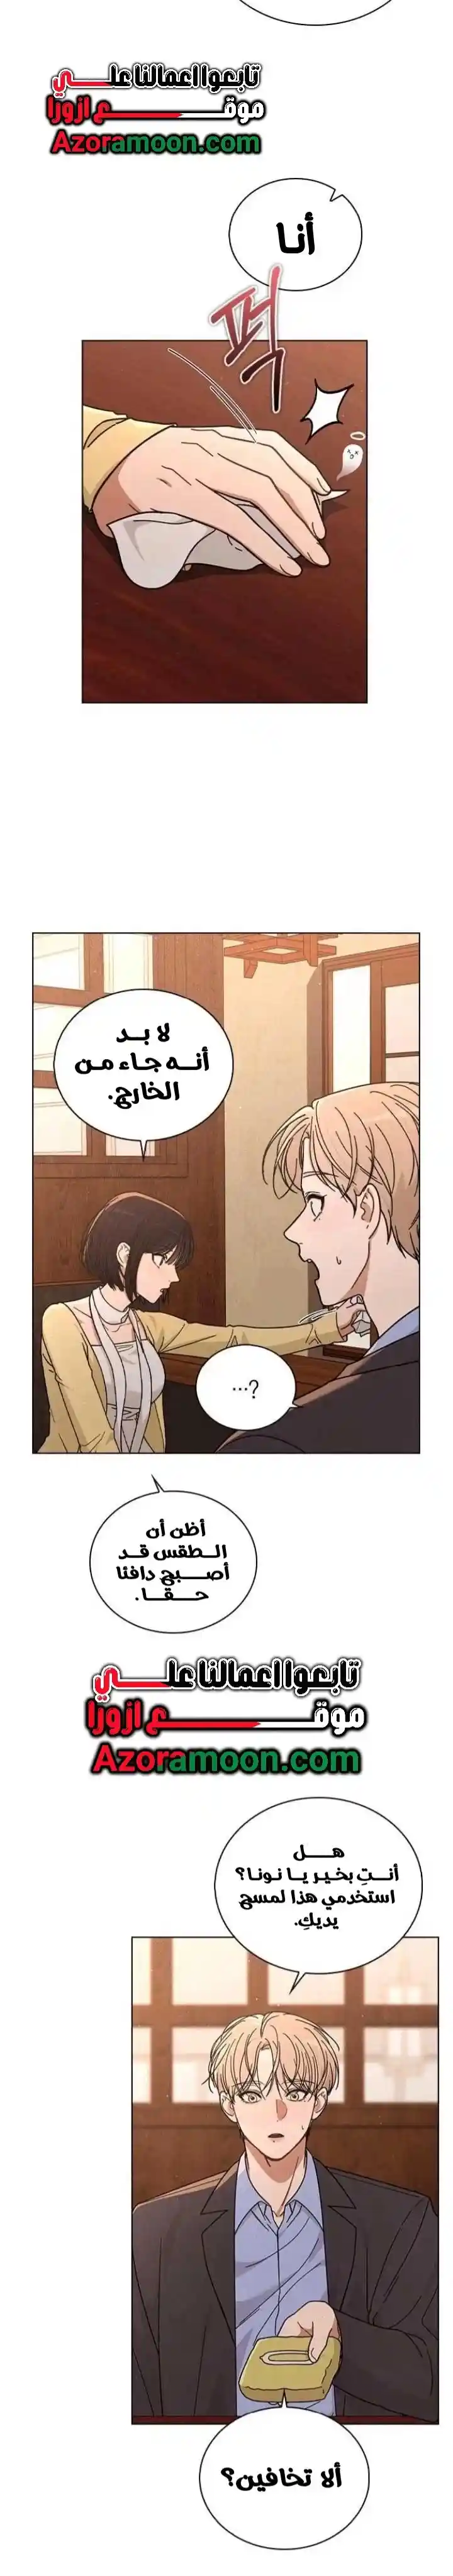 تابعوا اعمالنا علي
موقع ازورا
Azoramoon.com
أنا
퍽
لا بد
أنه جاء من
الخارج.
...?
أظن أن
الطقس قد
أصبح دافئا
حقا.
تابعوا اعمالنا علي
موقع ازورا
Azoramoon.com
هل
أنتِ بخير يا نونا؟
استخدمي هذا لمسح
يديكِ.
ألا تخافين؟